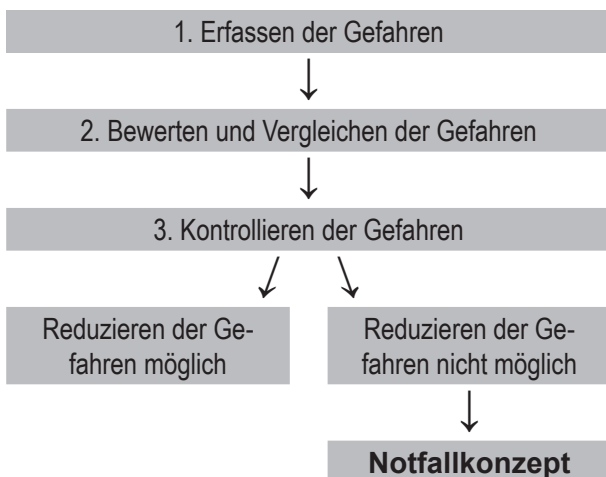 1. Erfassen der Gefahren
2. Bewerten und Vergleichen der Gefahren
3. Kontrollieren der Gefahren
Reduzieren der Ge-
fahren möglich
Reduzieren der Ge-
fahren nicht möglich
Notfallkonzept